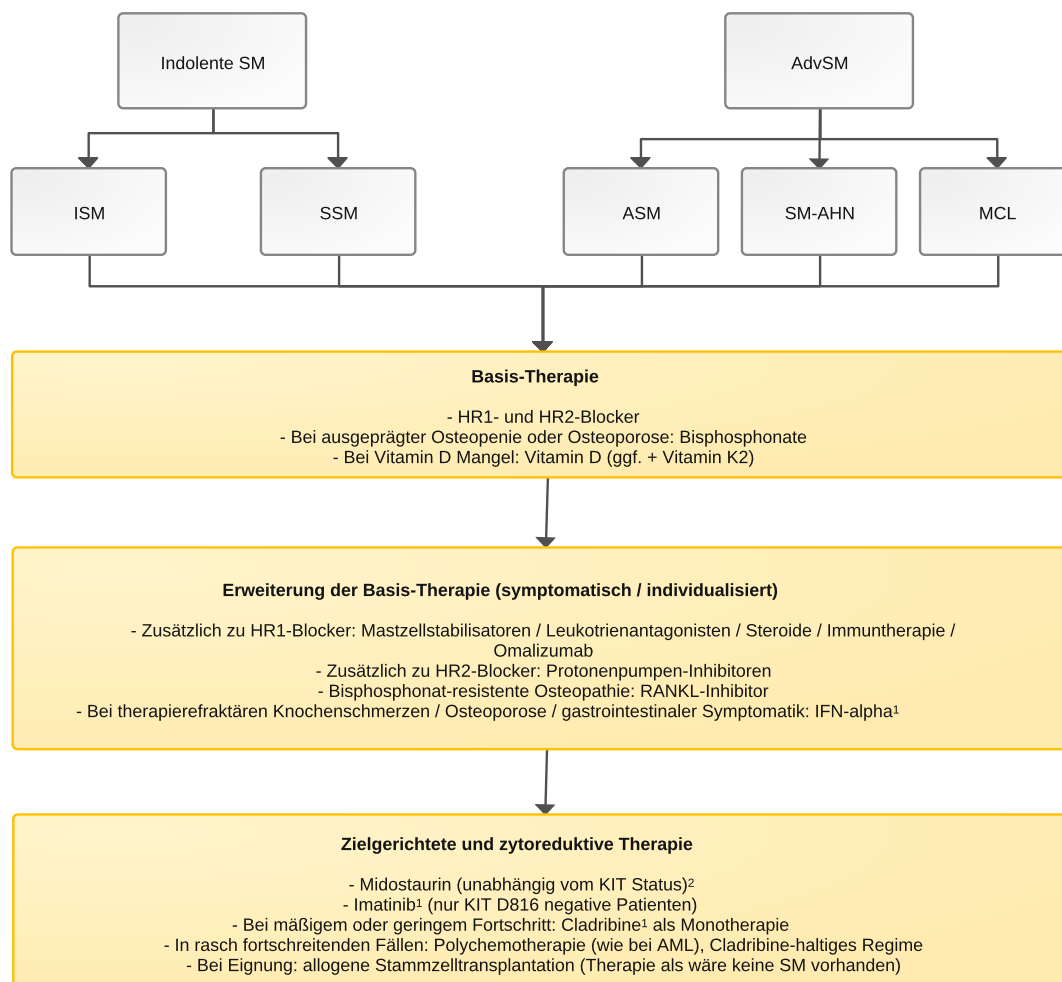 Indolente SM
AdvSM
ISM
SSM
ASM
SM-AHN
MCL
Basis-Therapie
- HR1- und HR2-Blocker
- Bei ausgeprägter Osteopenie oder Osteoporose: Bisphosphonate
- Bei Vitamin D Mangel: Vitamin D (ggf. + Vitamin K2)
Erweiterung der Basis-Therapie (symptomatisch / individualisiert)
- Zusätzlich zu HR1-Blocker: Mastzellstabilisatoren / Leukotrienantagonisten / Steroide / Immuntherapie /
Omalizumab
- Zusätzlich zu HR2-Blocker: Protonenpumpen-Inhibitoren
- Bisphosphonat-resistente Osteopathie: RANKL-Inhibitor
- Bei therapierefraktären Knochenschmerzen / Osteoporose / gastrointestinaler Symptomatik: IFN-alpha¹
Zielgerichtete und zytoreduktive Therapie
- Midostaurin (unabhängig vom KIT Status)²
- Imatinib¹ (nur KIT D816 negative Patienten)
- Bei mäßigem oder geringem Fortschritt: Cladribine¹ als Monotherapie
- In rasch fortschreitenden Fällen: Polychemotherapie (wie bei AML), Cladribine-haltiges Regime
- Bei Eignung: allogene Stammzelltransplantation (Therapie als wäre keine SM vorhanden)